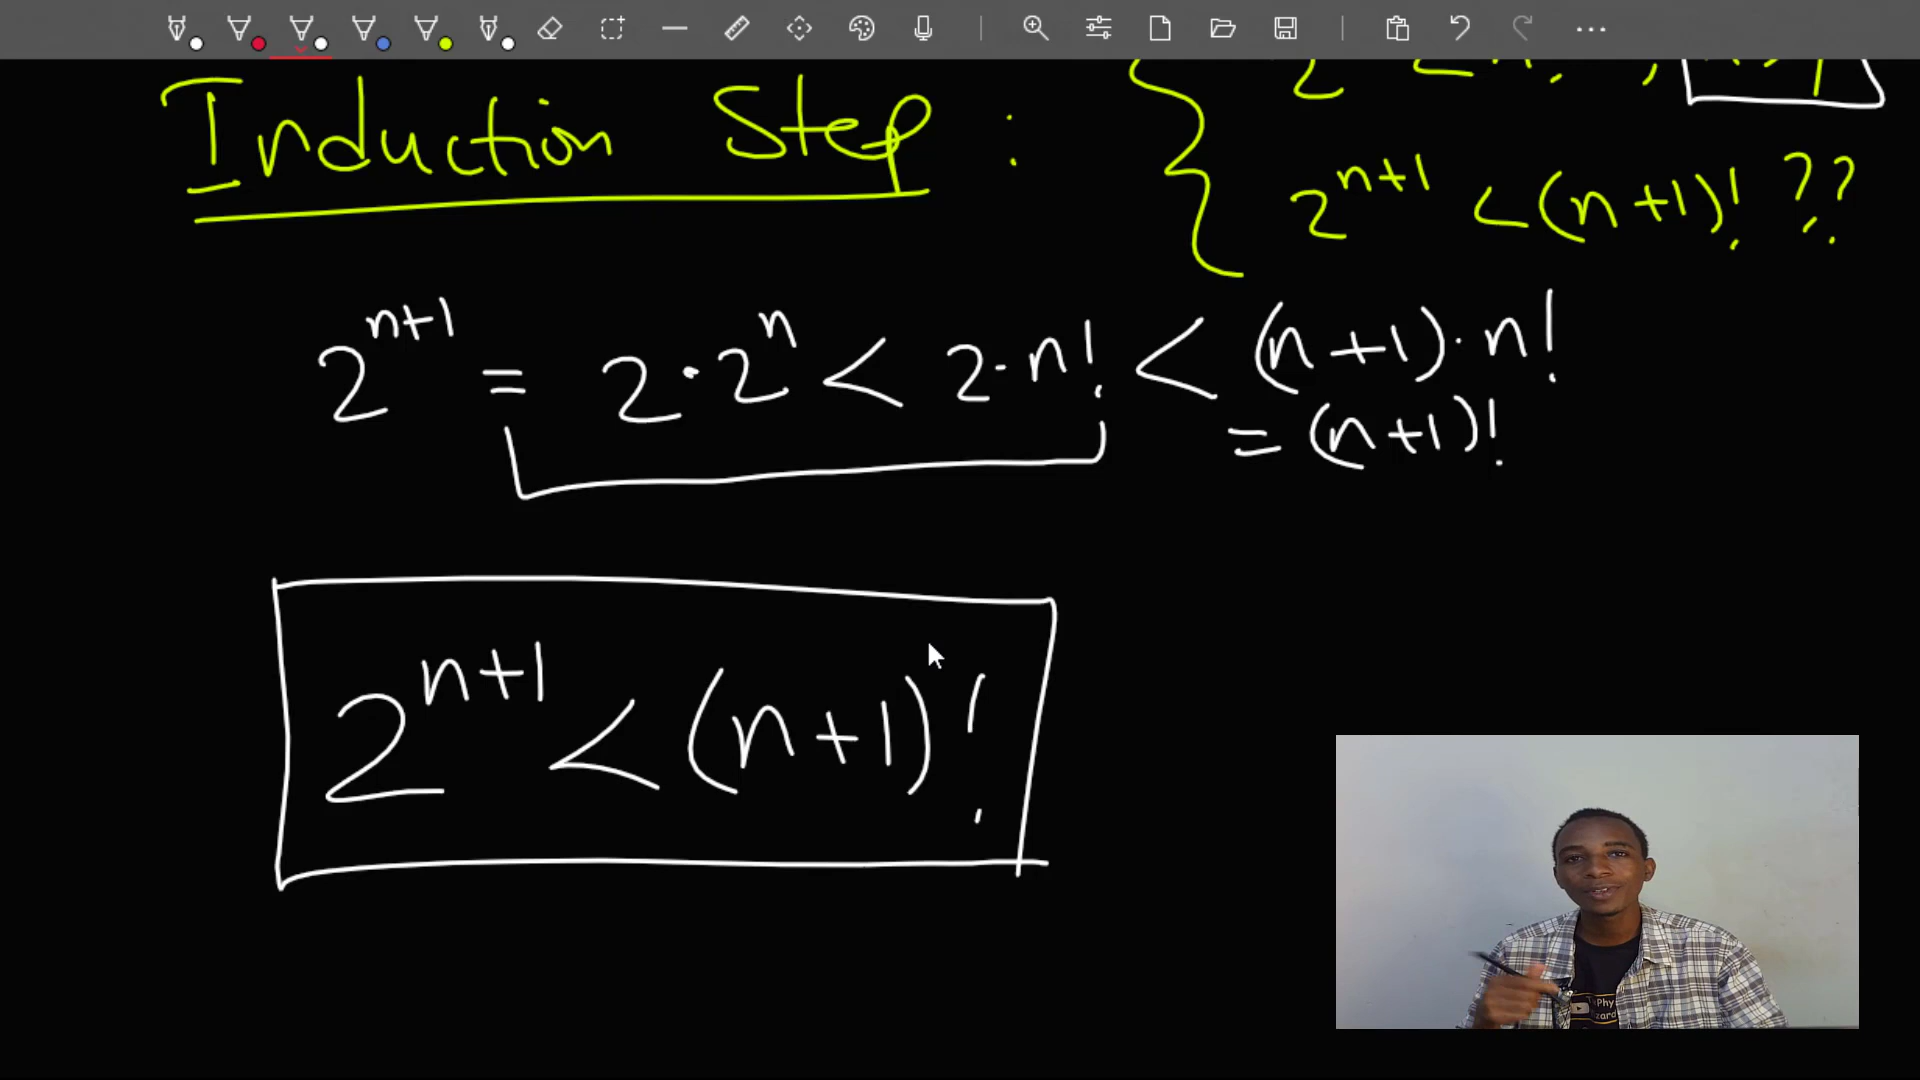 Induction Step :
2^{n+1} < (n+1)! ??
2^{n+1} = 2·2^n < 2·n! < (n+1)·n!
= (n+1)!
2^{n+1} < (n+1)!